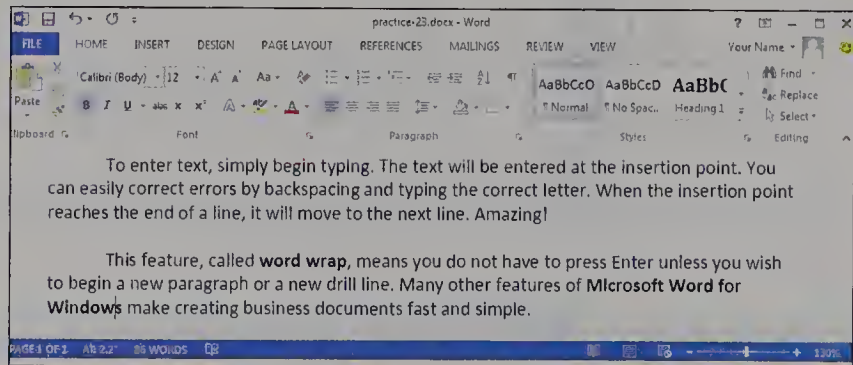 practice-23.docx - Word ?
FILE HOME INSERT DESIGN PAGE LAYOUT REFERENCES MAILINGS REVIEW VIEW Your Name
Calibri (Body) 12 A A Aa AaBbCcD AaBbCcD AaBbC Find
Paste B I U abc x x² A A ¶ Normal ¶ No Spac.. Heading 1 Replace
Select
Clipboard Font Paragraph Styles Editing
To enter text, simply begin typing. The text will be entered at the insertion point. You
can easily correct errors by backspacing and typing the correct letter. When the insertion point
reaches the end of a line, it will move to the next line. Amazing!
This feature, called word wrap, means you do not have to press Enter unless you wish
to begin a new paragraph or a new drill line. Many other features of Microsoft Word for
Windows make creating business documents fast and simple.
PAGE 1 OF 1 At: 2.2" WORDS 130%